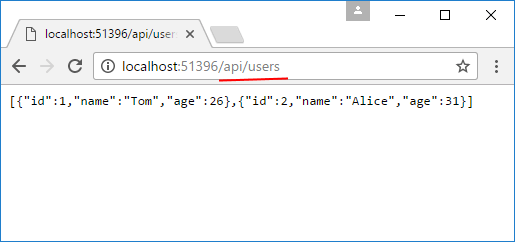 localhost:51396/api/user
localhost:51396/api/users
[{"id":1,"name":"Tom","age":26},{"id":2,"name":"Alice","age":31}]